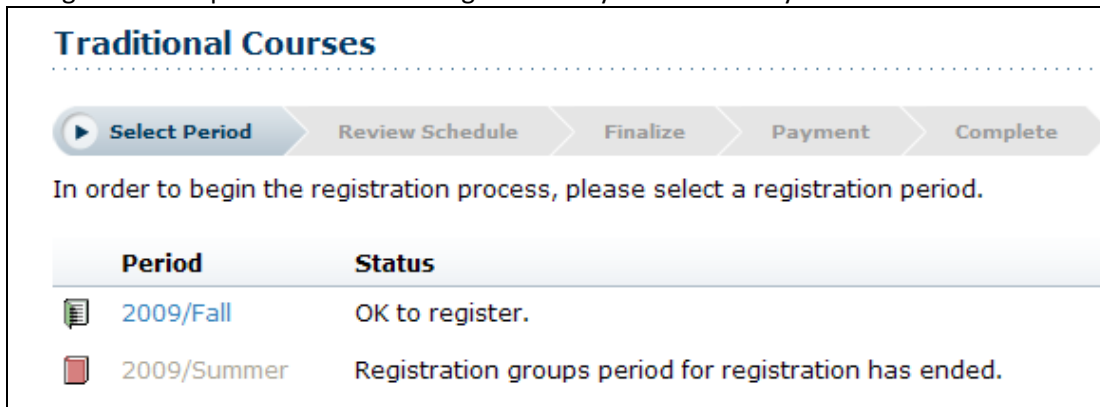 Traditional Courses
Select Period Review Schedule Finalize Payment Complete
In order to begin the registration process, please select a registration period.
Period Status
2009/Fall OK to register.
2009/Summer Registration groups period for registration has ended.